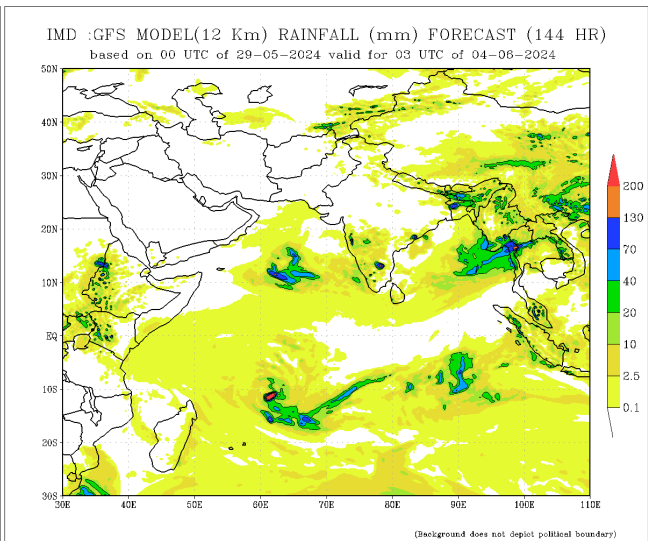 IMD :GFS MODEL(12 Km) RAINFALL (mm) FORECAST (144 HR)
based on 00 UTC of 29-05-2024 valid for 03 UTC of 04-06-2024
50N
40N
30N
20N
10N
EQ
10S
20S
30S
30E 40E 50E 60E 70E 80E 90E 100E 110E
200
130
70
40
20
10
2.5
0.1
(Background does not depict political boundary)